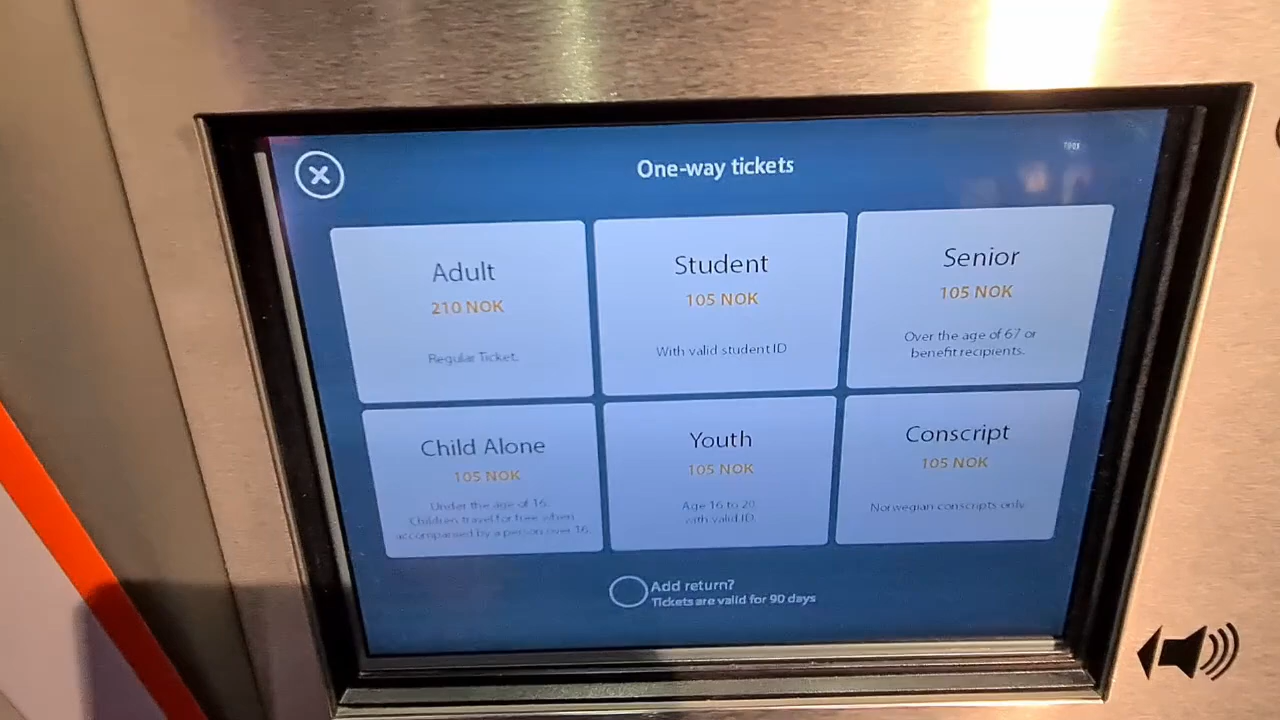 One-way tickets
Adult
210 NOK
Regular Ticket.
Student
105 NOK
With valid student ID
Senior
105 NOK
Over the age of 67 or
benefit recipients.
Child Alone
105 NOK
Under the age of 16.
Children travel for free when
accompanied by a person over 16.
Youth
105 NOK
Age 16 to 20
with valid ID.
Conscript
105 NOK
Norwegian conscripts only.
Add return?
Tickets are valid for 90 days